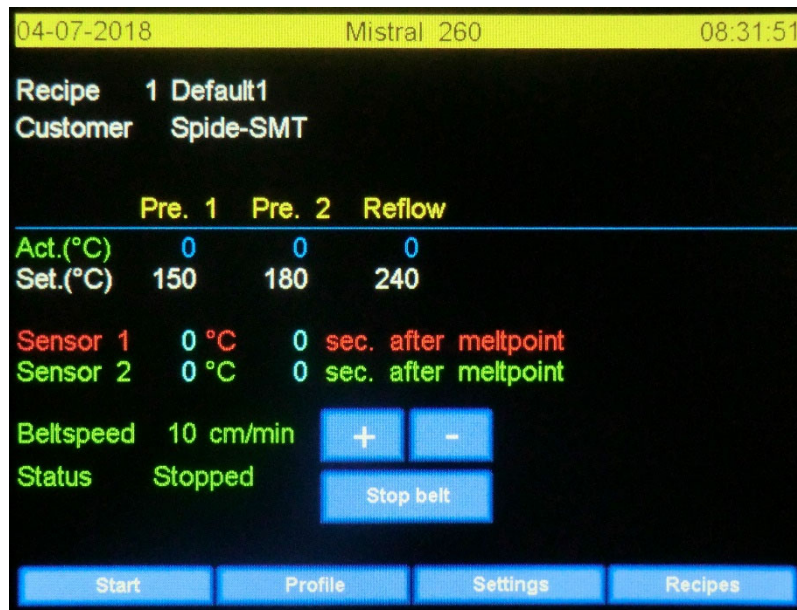 04-07-2018 Mistral 260 08:31:51
Recipe 1 Default1
Customer Spide-SMT
Pre. 1 Pre. 2 Reflow
Act.(°C) 0 0 0
Set.(°C) 150 180 240
Sensor 1 0 °C 0 sec. after meltpoint
Sensor 2 0 °C 0 sec. after meltpoint
Beltspeed 10 cm/min + -
Status Stopped
Stop belt
Start Profile Settings Recipes